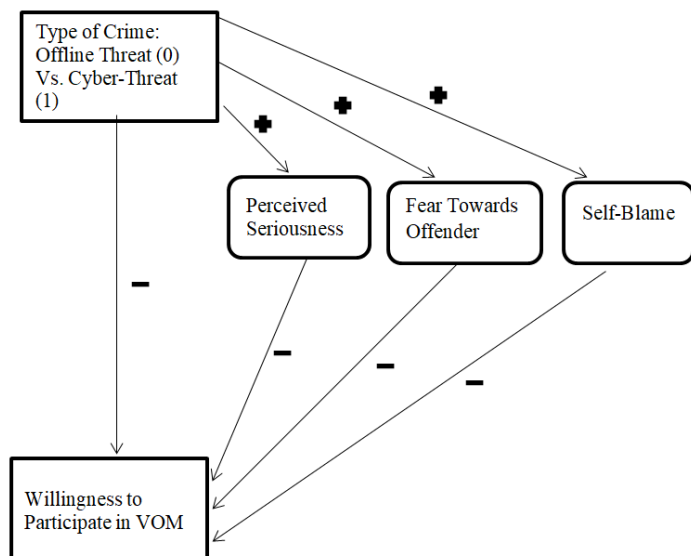 Type of Crime:
Offline Threat (0)
Vs. Cyber-Threat
(1)
+
+
+
Perceived
Seriousness
Fear Towards
Offender
Self-Blame
−
−
−
−
Willingness to
Participate in VOM